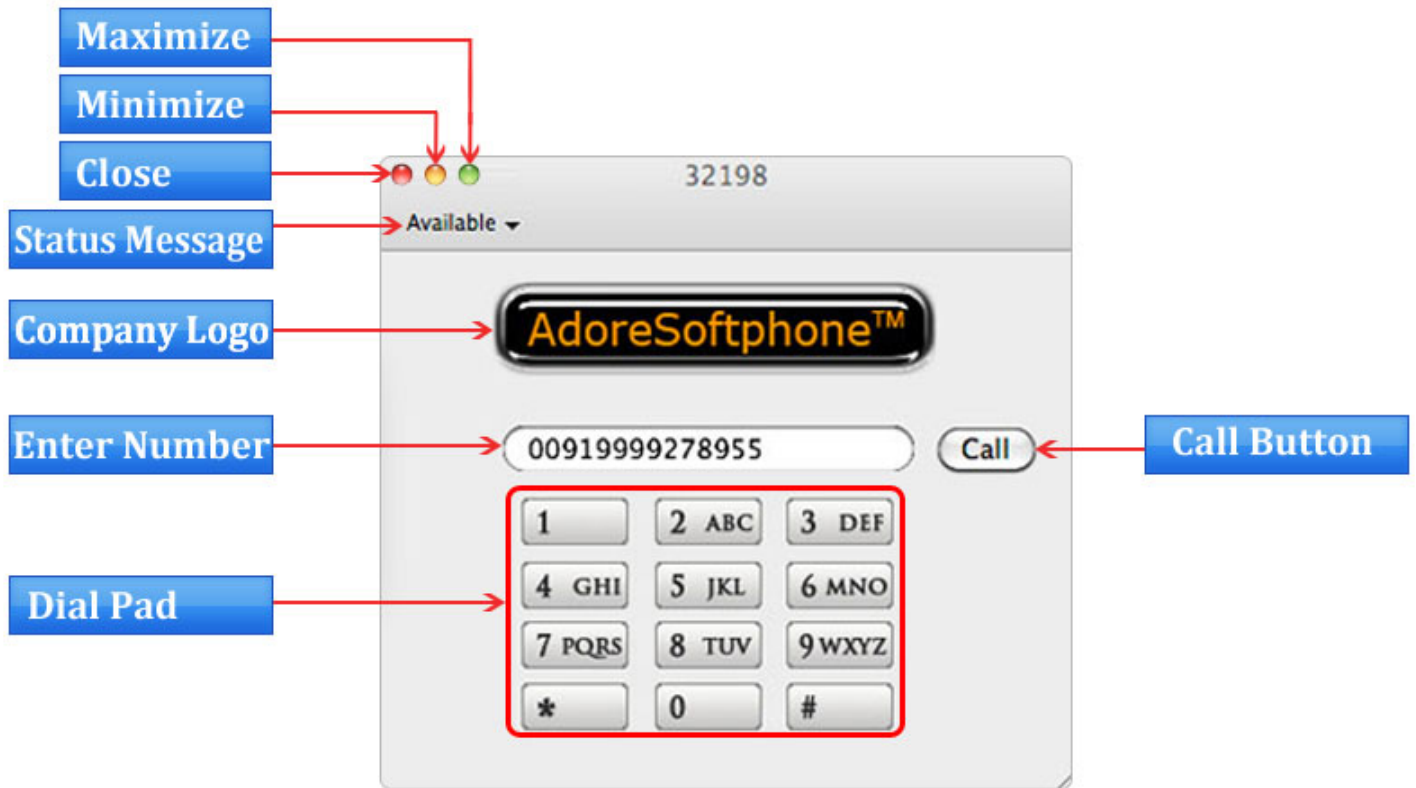 Maximize
Minimize
Close
32198
Status Message
Available
Company Logo
AdoreSoftphone™
Enter Number
00919999278955
Call
Call Button
1
2 ABC
3 DEF
4 GHI
5 JKL
6 MNO
Dial Pad
7 PQRS
8 TUV
9 WXYZ
*
0
#